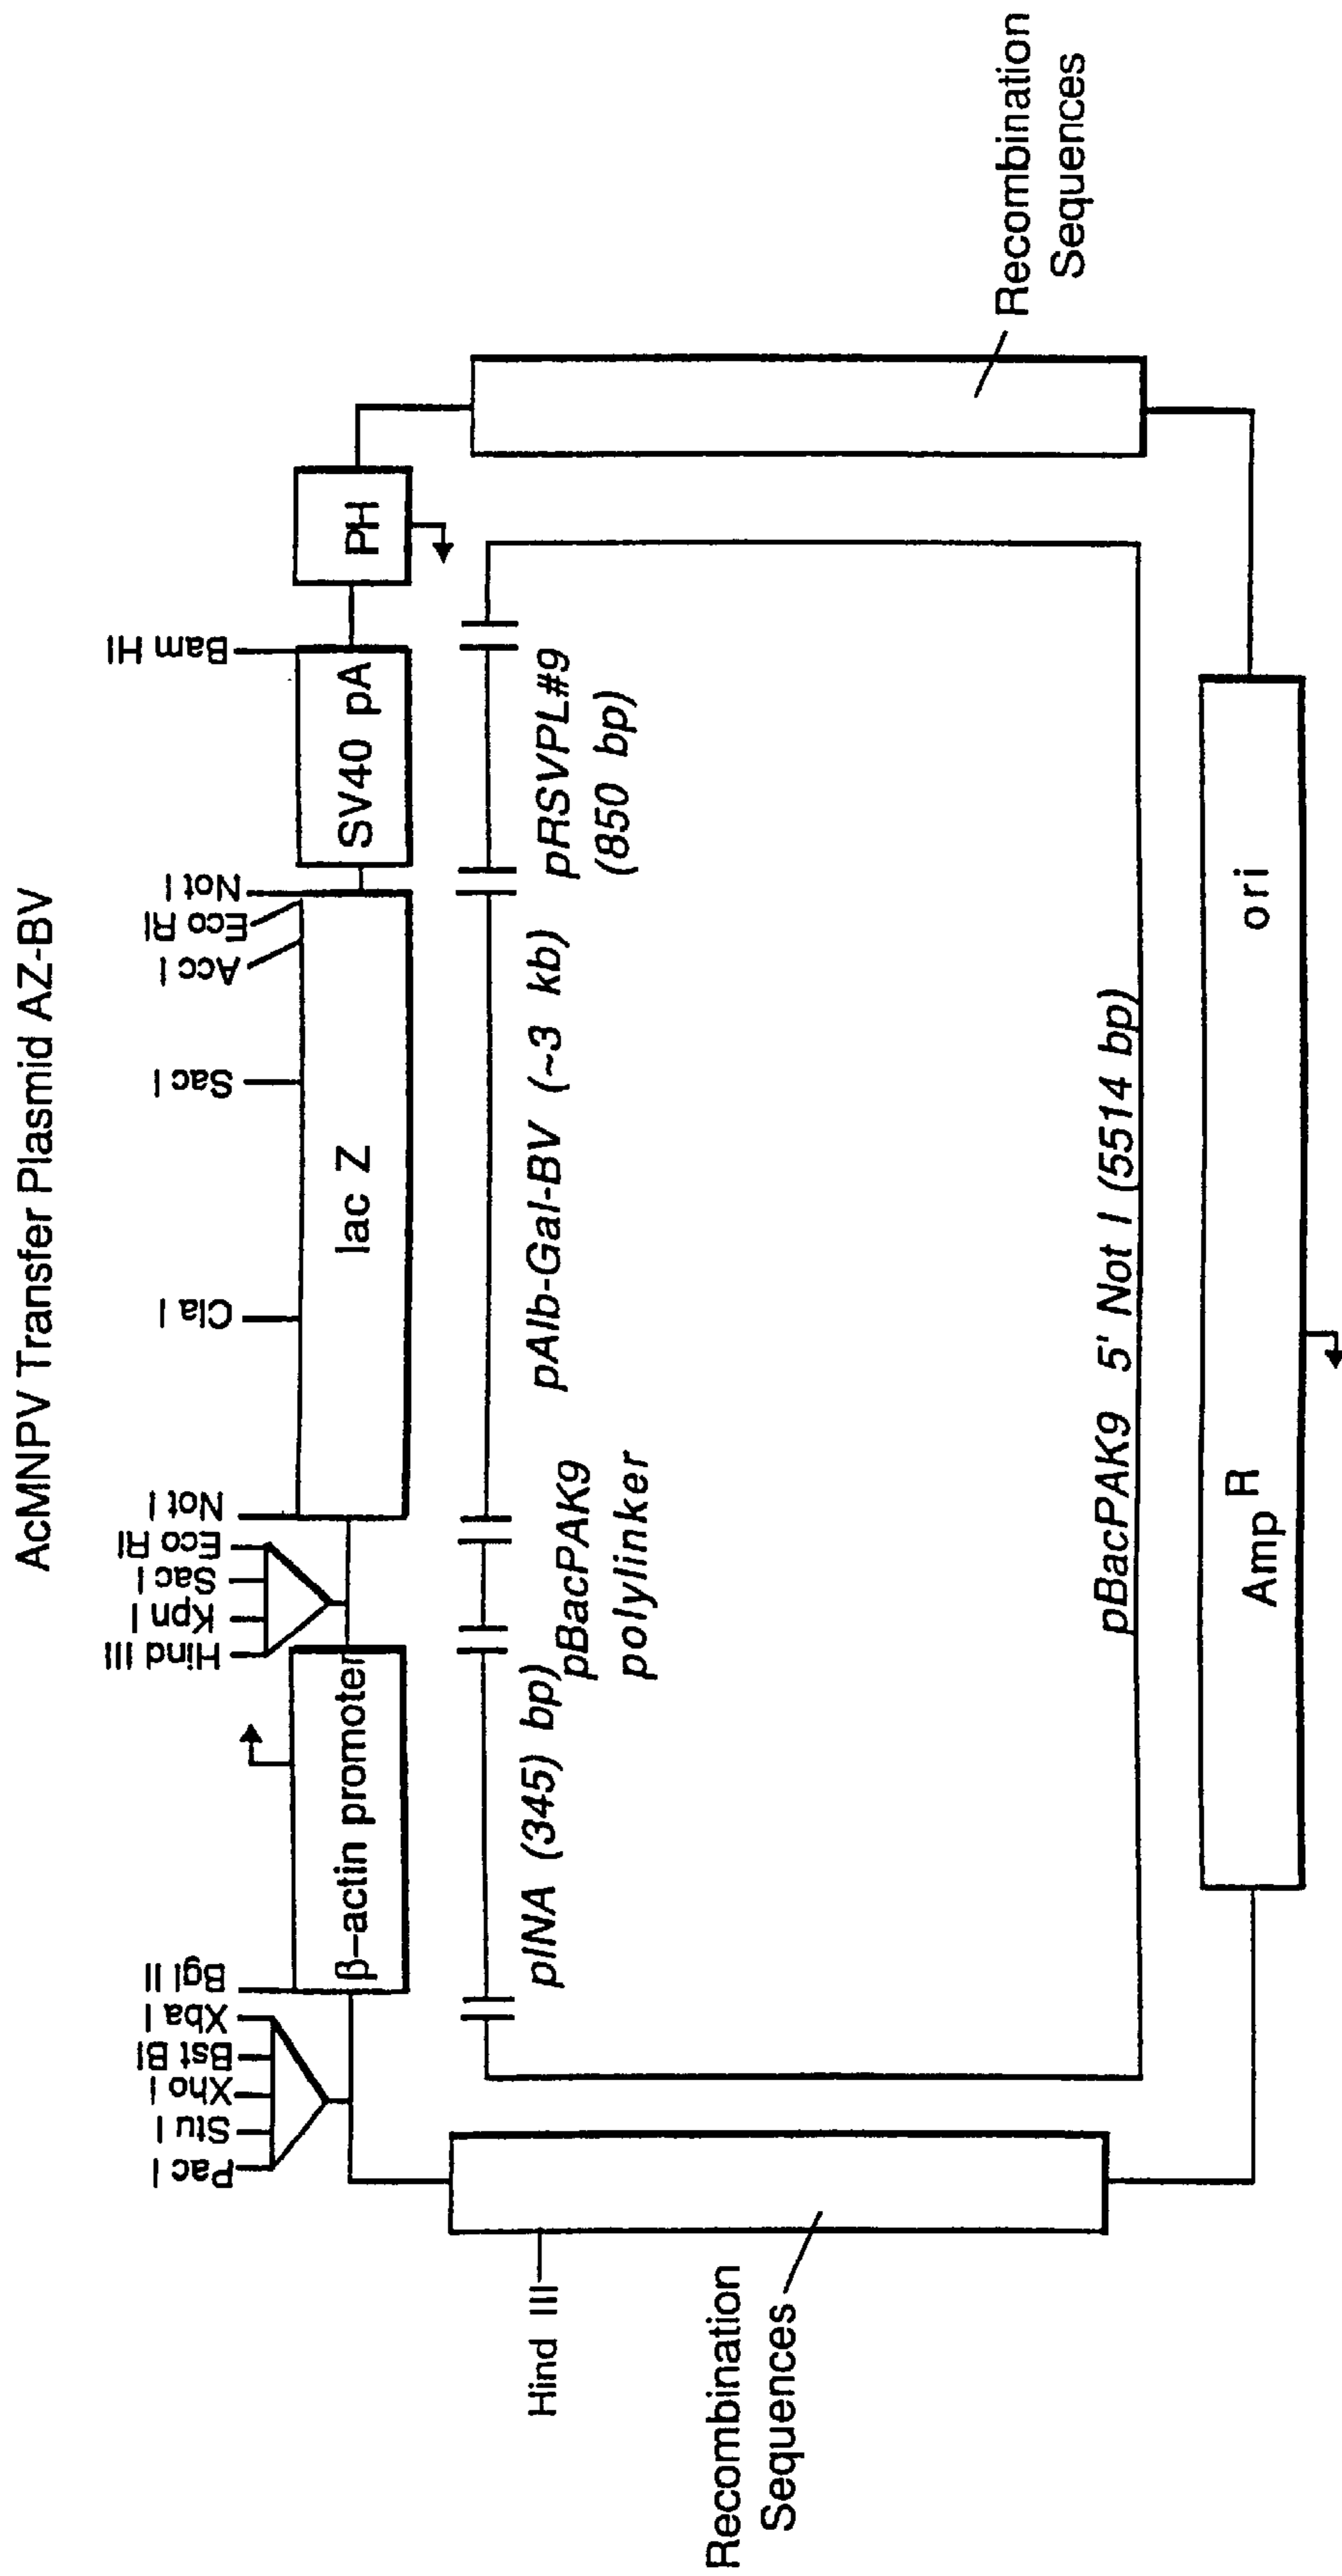 AcMNPV Transfer Plasmid AZ-BV
Pac I
Stu I
Xho I
Bst BI
Xba I
Bgl II
Hind III
Kpn I
Sac I
Eco RI
Not I
Cla I
Sac I
Acc I
Eco RI
Not I
Bam HI
β-actin promoter
lac Z
SV40 pA
PH
Hind III
pINA (345) bp)
pBacPAK9
polylinker
pAlb-Gal-BV (~3 kb)
pRSVPL#9
(850 bp)
Recombination
Sequences
Recombination
Sequences
pBacPAK9 5' Not I (5514 bp)
Amp R
ori